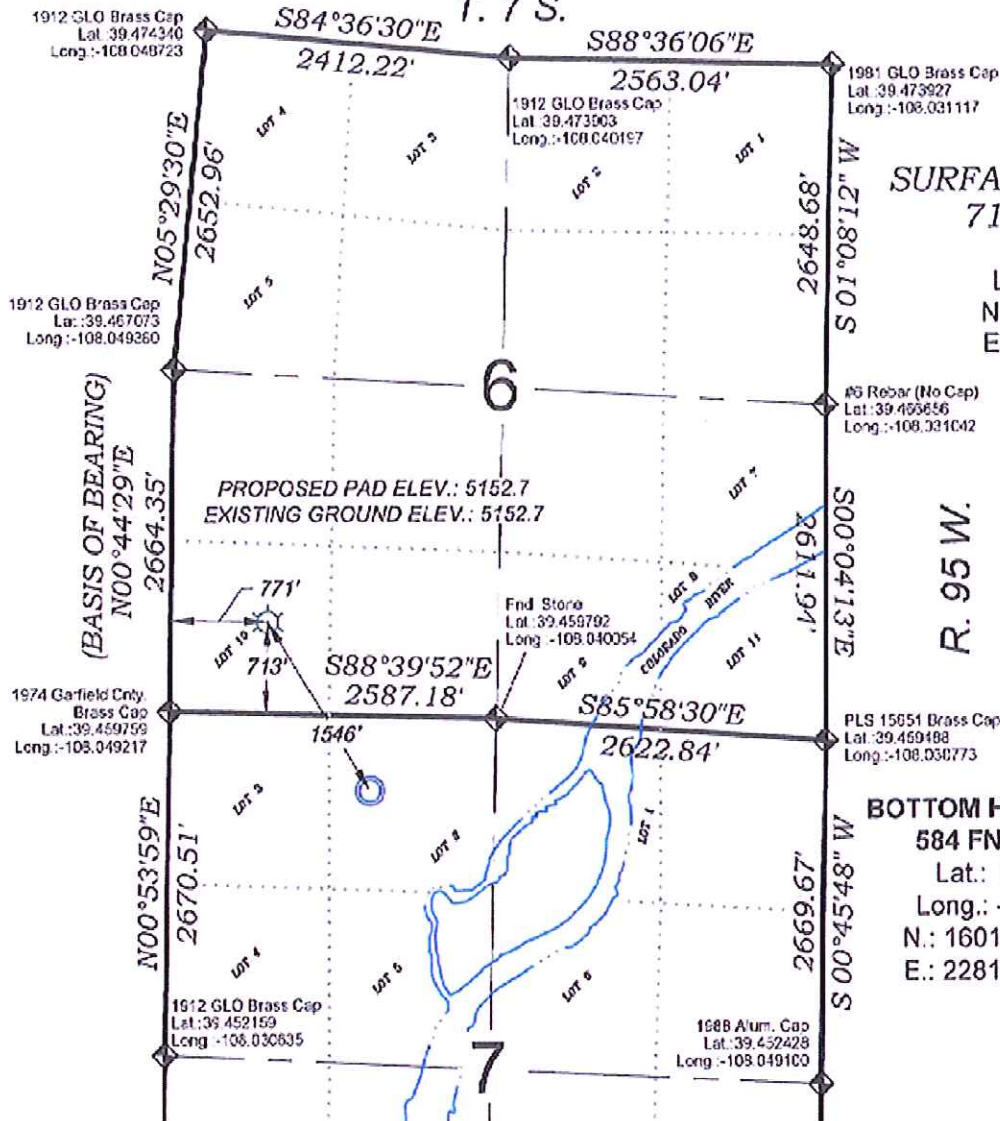 T. 7 S.
1912 GLO Brass Cap
Lat.:39.474340
Long.:-108.048723
S84°36'30"E
2412.22'
S88°36'06"E
2563.04'
1912 GLO Brass Cap
Lat.:39.473903
Long.:-108.040197
1981 GLO Brass Cap
Lat.:39.473927
Long.:-108.031117
LOT 4
LOT 3
LOT 2
LOT 1
N05°29'30"E
2652.96'
2648.68'
S 01°08'12" W
SURFA
71
L
N
E
LOT 5
1912 GLO Brass Cap
Lat.:39.467073
Long.:-108.049360
6
#6 Rebar (No Cap)
Lat.:39.466656
Long.:-108.031042
(BASIS OF BEARING)
N00°44'29"E
2664.35'
PROPOSED PAD ELEV.: 5152.7
EXISTING GROUND ELEV.: 5152.7
LOT 7
2611.94'
S00°04'13"E
R. 95 W.
771'
LOT 10
713'
Fnd Stone
Lat.:39.459792
Long.:-108.040054
LOT 8
COLORADO RIVER
LOT 9
LOT 11
1974 Garfield Cnty.
Brass Cap
Lat.:39.459759
Long.:-108.049217
S88°39'52"E
2587.18'
1546'
S85°58'30"E
2622.84'
PLS 15651 Brass Cap
Lat.:39.459488
Long.:-108.030773
LOT 3
LOT 2
LOT 1
N00°53'59"E
2670.51'
2669.67'
S 00°45'48" W
BOTTOM H
584 FN
Lat.:
Long.: -
N.: 1601
E.: 2281
LOT 4
LOT 5
LOT 6
1912 GLO Brass Cap
Lat.:39.452159
Long.:-108.030635
1988 Alum. Cap
Lat.:39.452428
Long.:-108.049100
7